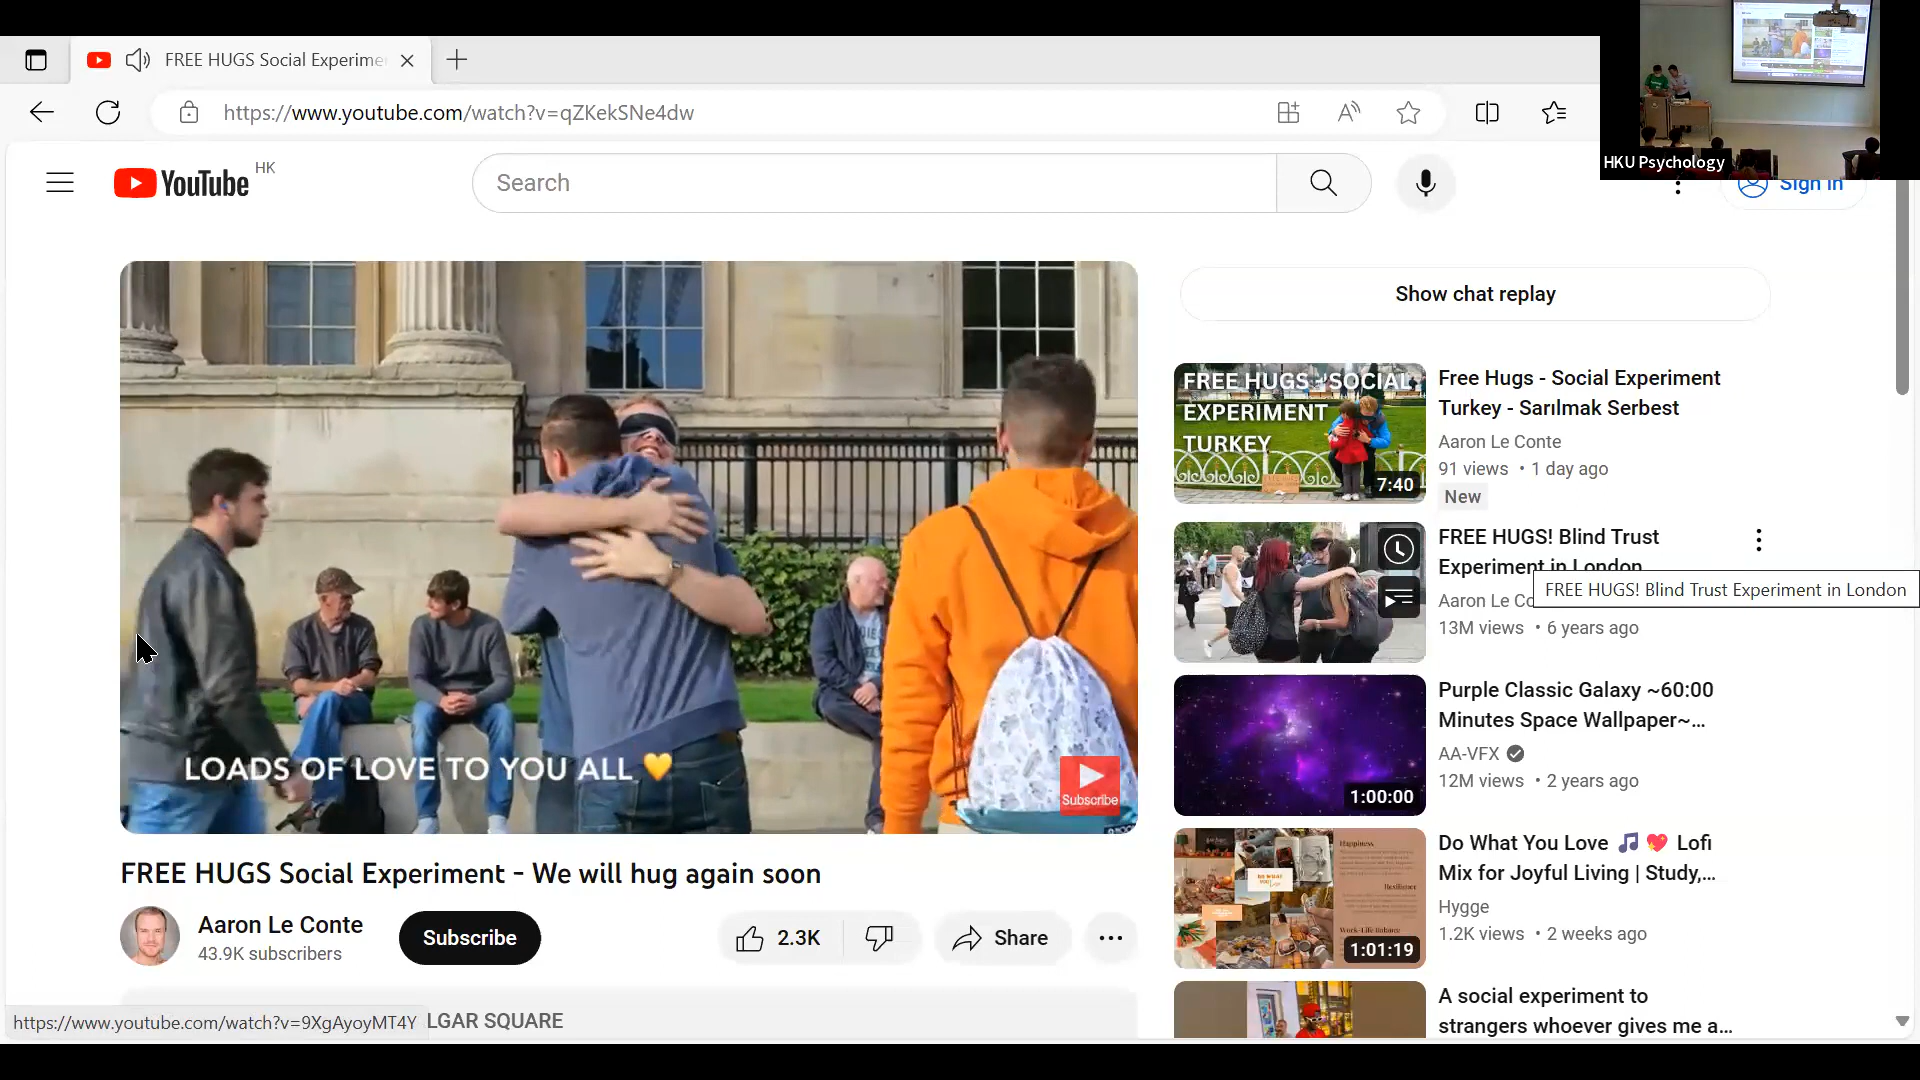 FREE HUGS Social Experime
https://www.youtube.com/watch?v=qZKekSNe4dw
HKU Psychology
YouTube HK
Search
Sign in
Show chat replay
LOADS OF LOVE TO YOU ALL 💛
Subscribe
FREE HUGS Social Experiment - We will hug again soon
Aaron Le Conte
43.9K subscribers
Subscribe
2.3K
Share
LGAR SQUARE
https://www.youtube.com/watch?v=9XgAyoyMT4Y
FREE HUGS - SOCIAL
EXPERIMENT
TURKEY
7:40
Free Hugs - Social Experiment
Turkey - Sarılmak Serbest
Aaron Le Conte
91 views • 1 day ago
New
FREE HUGS! Blind Trust
Experiment in London
FREE HUGS! Blind Trust Experiment in London
Aaron Le Co
13M views • 6 years ago
1:00:00
Purple Classic Galaxy ~60:00
Minutes Space Wallpaper~...
AA-VFX
12M views • 2 years ago
Happiness
1:01:19
Do What You Love 🎵 💖 Lofi
Mix for Joyful Living | Study,...
Hygge
1.2K views • 2 weeks ago
A social experiment to
strangers whoever gives me a...